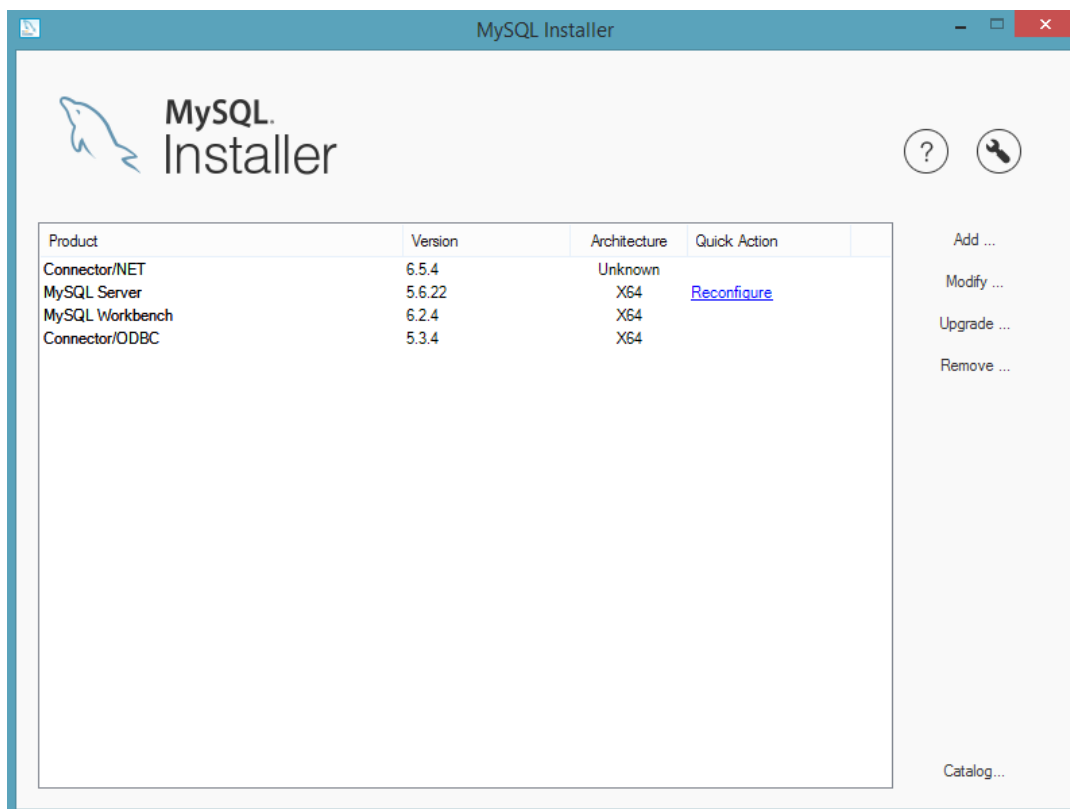 MySQL Installer
MySQL.
Installer
?
Product Version Architecture Quick Action
Connector/NET 6.5.4 Unknown
MySQL Server 5.6.22 X64 Reconfigure
MySQL Workbench 6.2.4 X64
Connector/ODBC 5.3.4 X64
Add ...
Modify ...
Upgrade ...
Remove ...
Catalog...